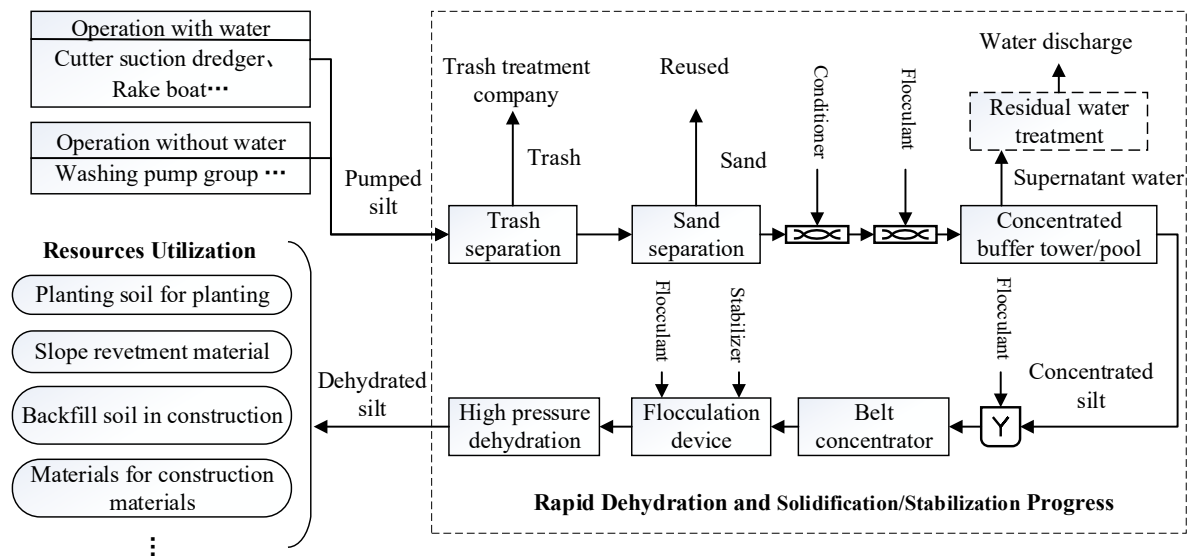 Operation with water
Cutter suction dredger、
Rake boat···
Operation without water
Washing pump group ···
Pumped
silt
Trash treatment
company
Trash
Trash
separation
Reused
Sand
Sand
separation
Conditioner
Flocculant
Water discharge
Residual water
treatment
Supernatant water
Concentrated
buffer tower/pool
Flocculant
Concentrated
silt
Belt
concentrator
Flocculant
Stabilizer
Flocculation
device
High pressure
dehydration
Dehydrated
silt
Rapid Dehydration and Solidification/Stabilization Progress
Resources Utilization
Planting soil for planting
Slope revetment material
Backfill soil in construction
Materials for construction
materials
⋮